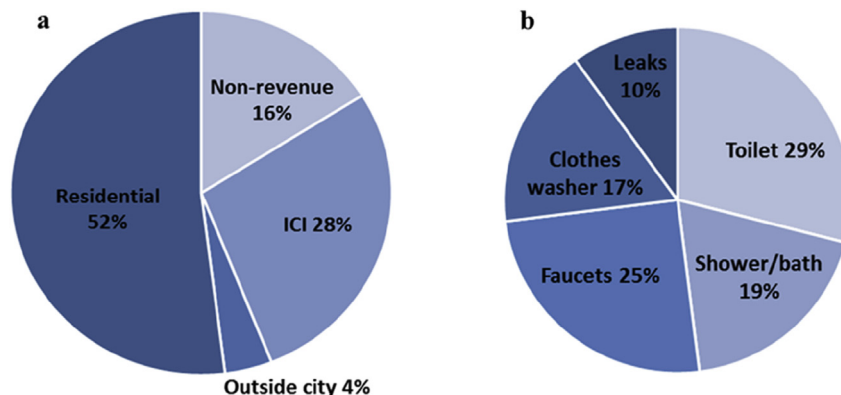 a
Non-revenue
16%
Residential
52%
ICI 28%
Outside city 4%
b
Leaks
10%
Toilet 29%
Clothes
washer 17%
Shower/bath
19%
Faucets 25%